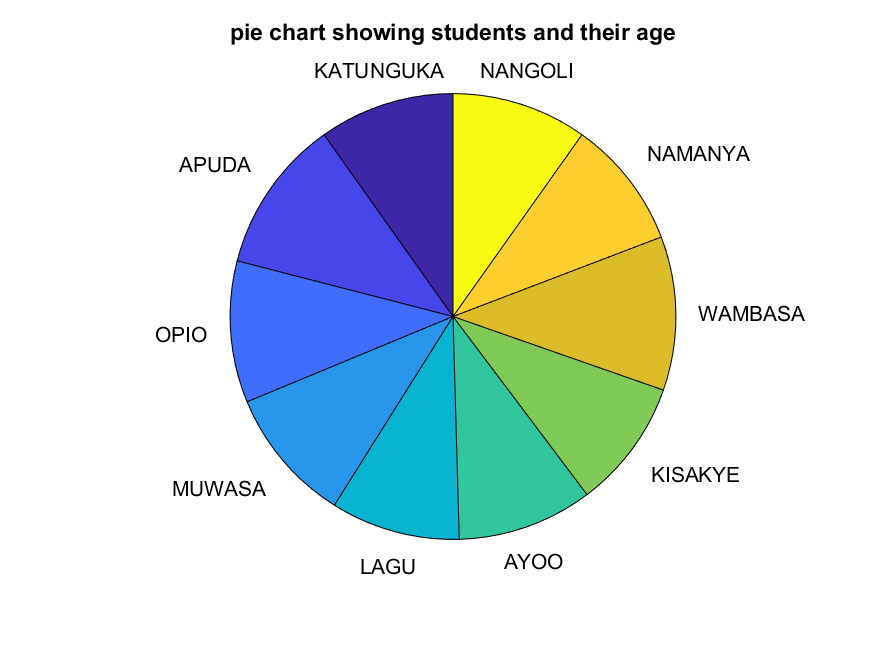 pie chart showing students and their age
KATUNGUKA
NANGOLI
APUDA
NAMANYA
OPIO
WAMBASA
MUWASA
KISAKYE
LAGU
AYOO